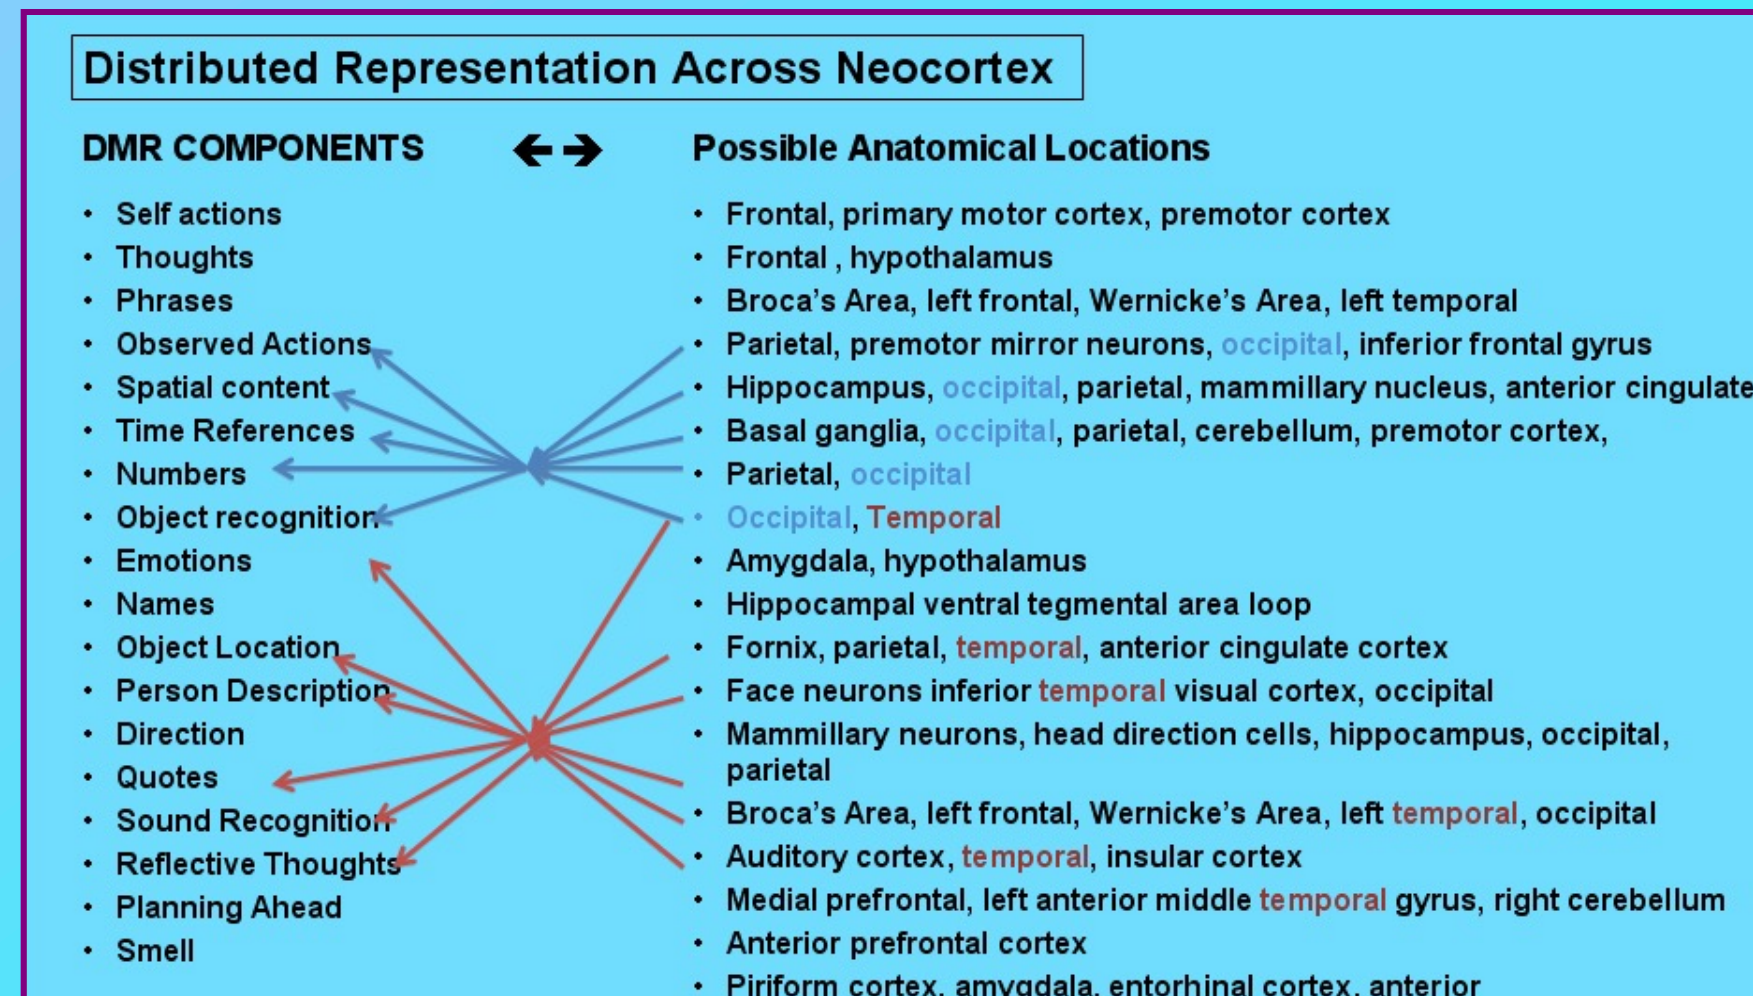 Distributed Representation Across Neocortex
DMR COMPONENTS
• Self actions
• Thoughts
• Phrases
• Observed Actions
• Spatial content
• Time References
• Numbers
• Object recognition
• Emotions
• Names
• Object Location
• Person Description
• Direction
• Quotes
• Sound Recognition
• Reflective Thoughts
• Planning Ahead
• Smell
Possible Anatomical Locations
• Frontal, primary motor cortex, premotor cortex
• Frontal , hypothalamus
• Broca’s Area, left frontal, Wernicke’s Area, left temporal
• Parietal, premotor mirror neurons, occipital, inferior frontal gyrus
• Hippocampus, occipital, parietal, mammillary nucleus, anterior cingulate
• Basal ganglia, occipital, parietal, cerebellum, premotor cortex,
• Parietal, occipital
• Occipital, Temporal
• Amygdala, hypothalamus
• Hippocampal ventral tegmental area loop
• Fornix, parietal, temporal, anterior cingulate cortex
• Face neurons inferior temporal visual cortex, occipital
• Mammillary neurons, head direction cells, hippocampus, occipital,
parietal
• Broca’s Area, left frontal, Wernicke’s Area, left temporal, occipital
• Auditory cortex, temporal, insular cortex
• Medial prefrontal, left anterior middle temporal gyrus, right cerebellum
• Anterior prefrontal cortex
• Piriform cortex, amygdala, entorhinal cortex, anterior